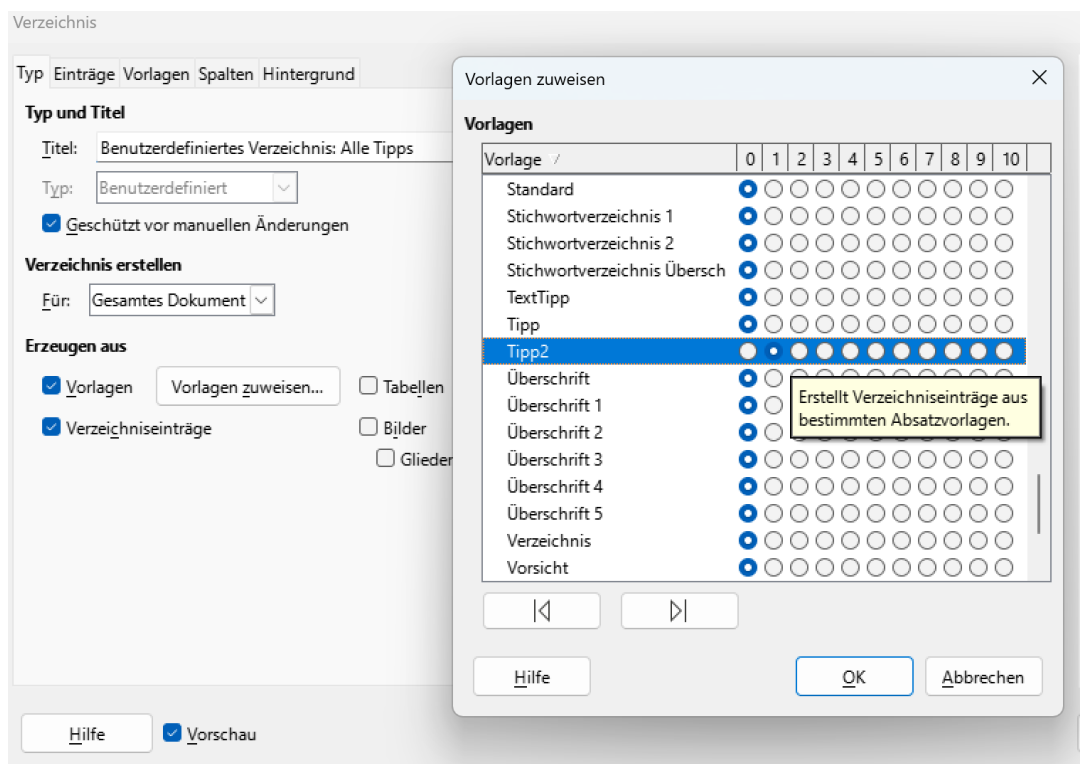 Verzeichnis
Typ Einträge Vorlagen Spalten Hintergrund
Typ und Titel
Titel: Benutzerdefiniertes Verzeichnis: Alle Tipps
Typ: Benutzerdefiniert
Geschützt vor manuellen Änderungen
Verzeichnis erstellen
Für: Gesamtes Dokument
Erzeugen aus
Vorlagen Vorlagen zuweisen... Tabellen
Verzeichniseinträge Bilder
Glieder
Hilfe Vorschau
Vorlagen zuweisen
Vorlagen
Vorlage 0 1 2 3 4 5 6 7 8 9 10
Standard
Stichwortverzeichnis 1
Stichwortverzeichnis 2
Stichwortverzeichnis Übersch
TextTipp
Tipp
Tipp2
Überschrift
Überschrift 1
Überschrift 2
Überschrift 3
Überschrift 4
Überschrift 5
Verzeichnis
Vorsicht
Erstellt Verzeichniseinträge aus
bestimmten Absatzvorlagen.
Hilfe OK Abbrechen